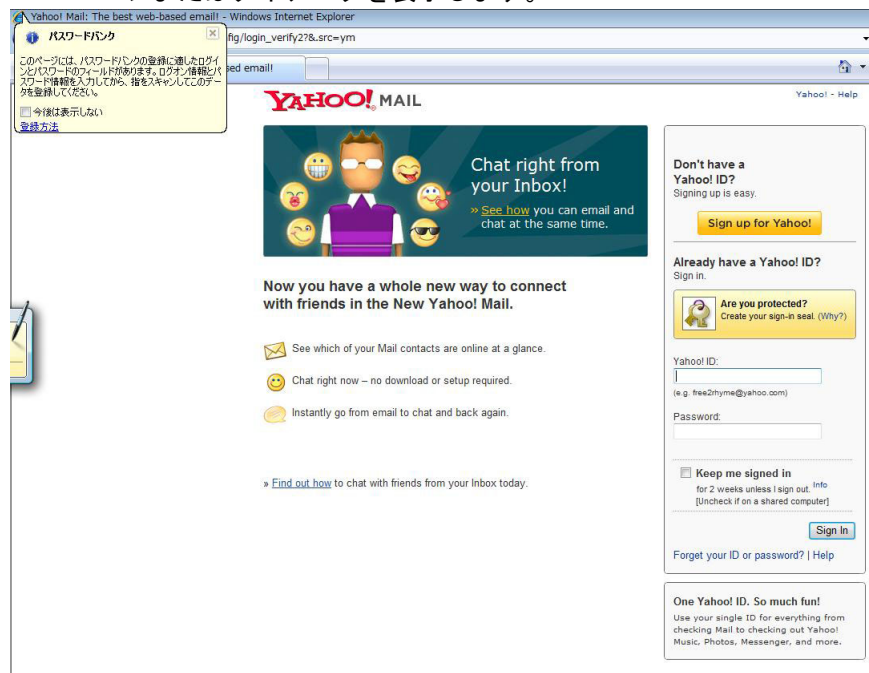 Yahoo! Mail: The best web-based email! - Windows Internet Explorer
fig/login_verify2?&.src=ym
sed email!
パスワードバンク
このページには、パスワードバンクの登録に適したログイ
ンとパスワードのフィールドがあります。ログオン情報とパ
スワード情報を入力してから、指をスキャンしてこのデー
タを登録してください。
今後は表示しない
登録方法
YAHOO! MAIL
Yahoo! - Help
Chat right from
your Inbox!
» See how you can email and
chat at the same time.
Now you have a whole new way to connect
with friends in the New Yahoo! Mail.
See which of your Mail contacts are online at a glance.
Chat right now – no download or setup required.
Instantly go from email to chat and back again.
» Find out how to chat with friends from your Inbox today.
Don't have a
Yahoo! ID?
Signing up is easy.
Sign up for Yahoo!
Already have a Yahoo! ID?
Sign in.
Are you protected?
Create your sign-in seal. (Why?)
Yahoo! ID:
(e.g. free2rhyme@yahoo.com)
Password:
Keep me signed in
for 2 weeks unless I sign out. Info
[Uncheck if on a shared computer]
Sign In
Forget your ID or password? | Help
One Yahoo! ID. So much fun!
Use your single ID for everything from
checking Mail to checking out Yahoo!
Music, Photos, Messenger, and more.